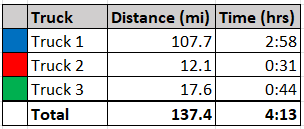 Truck Distance (mi) Time (hrs)
Truck 1 107.7 2:58
Truck 2 12.1 0:31
Truck 3 17.6 0:44
Total 137.4 4:13